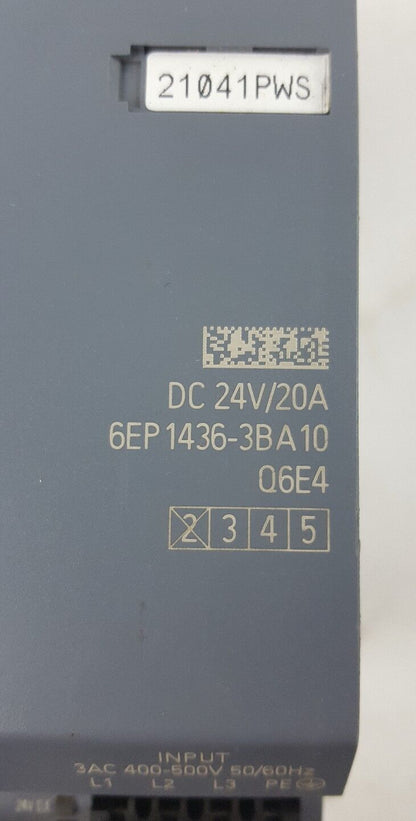 21041PWS
DC 24V/20A
6EP1436-3BA10
Q6E4
2 3 4 5
INPUT
3AC 400-500V 50/60Hz
L1 L2 L3 PE